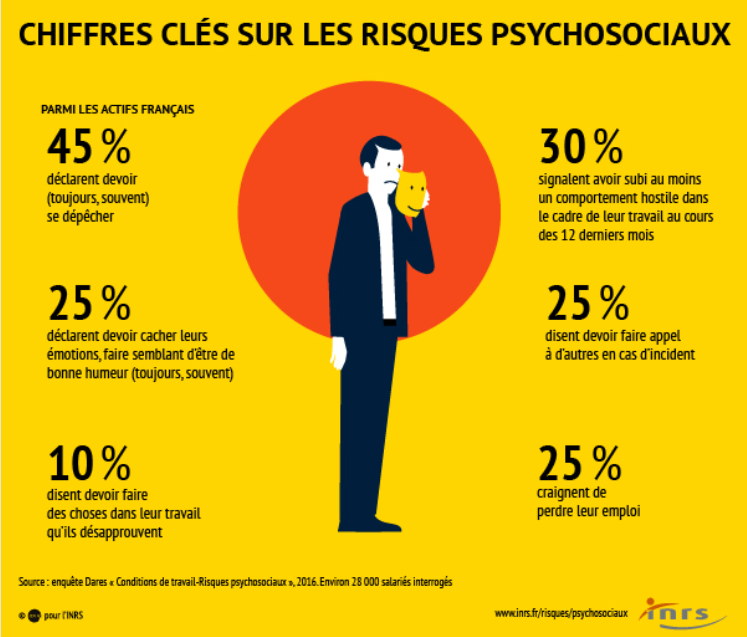 CHIFFRES CLÉS SUR LES RISQUES PSYCHOSOCIAUX
PARMI LES ACTIFS FRANÇAIS
45 %
déclarent devoir
(toujours, souvent)
se dépêcher
25 %
déclarent devoir cacher leurs
émotions, faire semblant d'être de
bonne humeur (toujours, souvent)
10 %
disent devoir faire
des choses dans leur travail
qu'ils désapprouvent
30 %
signalent avoir subi au moins
un comportement hostile dans
le cadre de leur travail au cours
des 12 derniers mois
25 %
disent devoir faire appel
à d'autres en cas d'incident
25 %
craignent de
perdre leur emploi
Source : enquête Dares « Conditions de travail-Risques psychosociaux », 2016. Environ 28 000 salariés interrogés
© pour l'INRS
www.inrs.fr/risques/psychosociaux
inrs